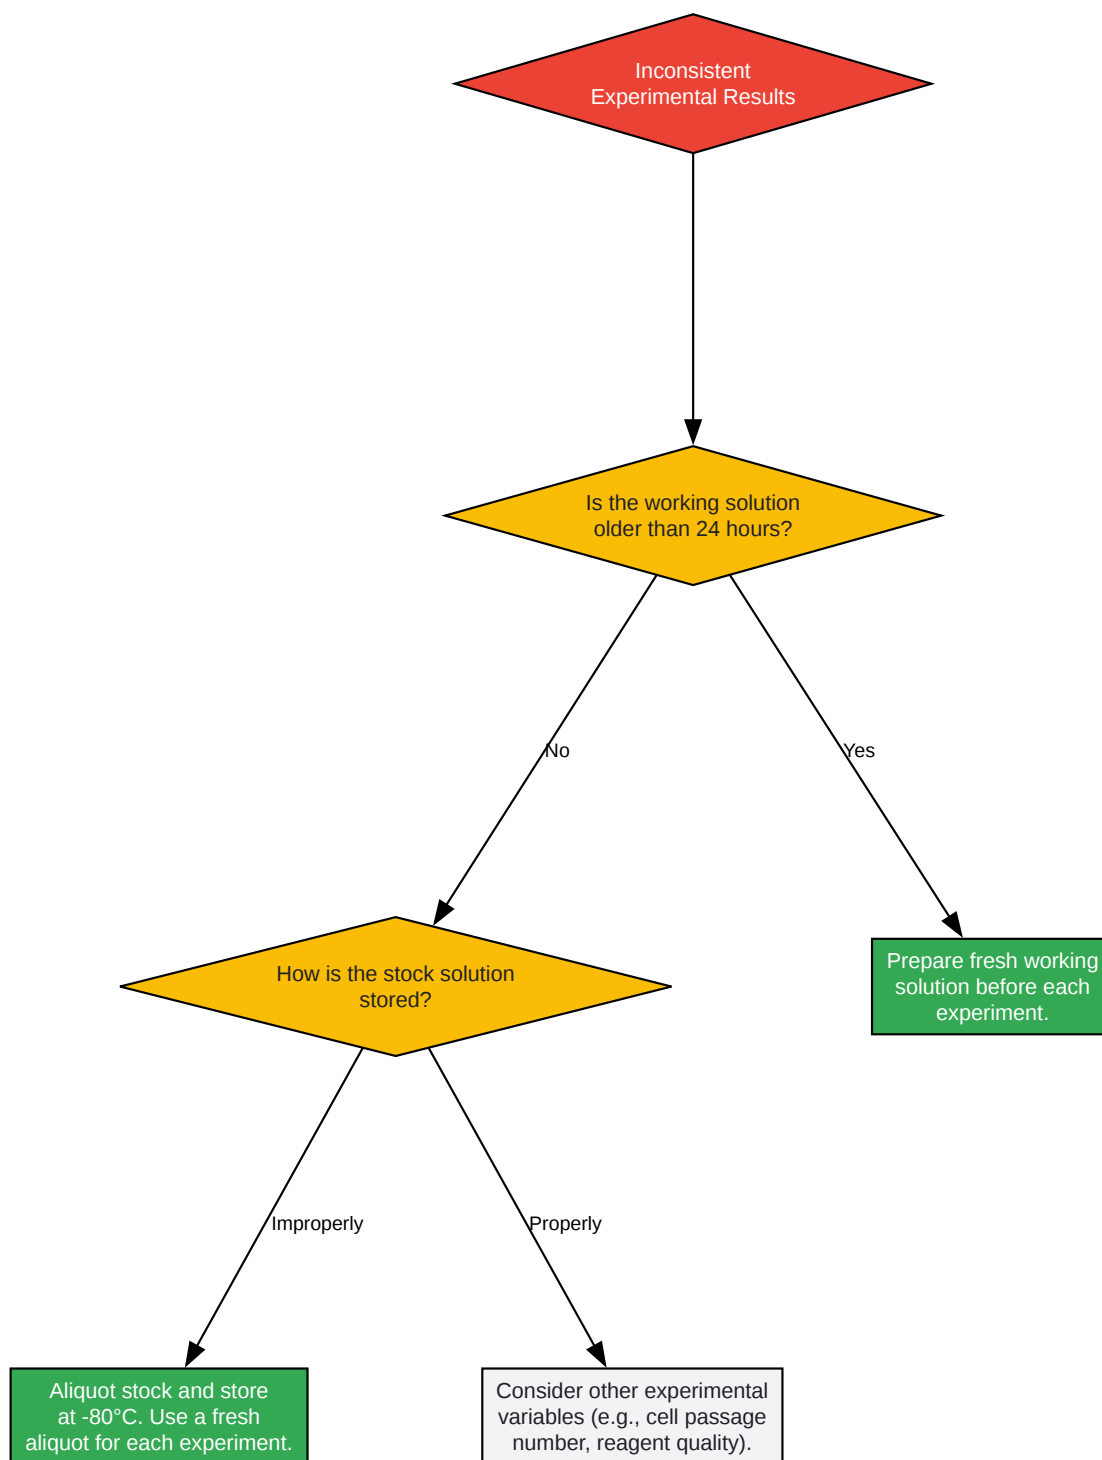 Inconsistent
Experimental Results
Is the working solution
older than 24 hours?
No
Yes
How is the stock solution
stored?
Prepare fresh working
solution before each
experiment.
Improperly
Properly
Aliquot stock and store
at -80°C. Use a fresh
aliquot for each experiment.
Consider other experimental
variables (e.g., cell passage
number, reagent quality).